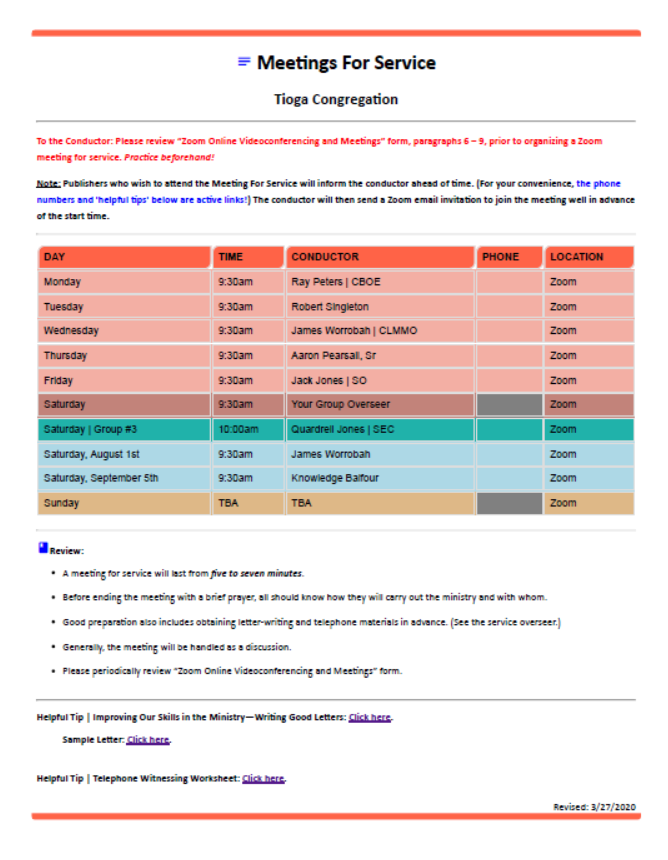 Meetings For Service
Tioga Congregation
To the Conductor: Please review "Zoom Online Videoconferencing and Meetings" form, paragraphs 6 – 9, prior to organizing a Zoom
meeting for service. Practice beforehand!
Note: Publishers who wish to attend the Meeting For Service will inform the conductor ahead of time. (For your convenience, the phone
numbers and 'helpful tips' below are active links!) The conductor will then send a Zoom email invitation to join the meeting well in advance
of the start time.
DAY TIME CONDUCTOR PHONE LOCATION
Monday 9:30am Ray Peters | CBOE Zoom
Tuesday 9:30am Robert Singleton Zoom
Wednesday 9:30am James Worrobah | CLMMO Zoom
Thursday 9:30am Aaron Pearsall, Sr Zoom
Friday 9:30am Jack Jones | SO Zoom
Saturday 9:30am Your Group Overseer Zoom
Saturday | Group #3 10:00am Quardrell Jones | SEC Zoom
Saturday, August 1st 9:30am James Worrobah Zoom
Saturday, September 5th 9:30am Knowledge Balfour Zoom
Sunday TBA TBA Zoom
Review:
• A meeting for service will last from five to seven minutes.
• Before ending the meeting with a brief prayer, all should know how they will carry out the ministry and with whom.
• Good preparation also includes obtaining letter-writing and telephone materials in advance. (See the service overseer.)
• Generally, the meeting will be handled as a discussion.
• Please periodically review "Zoom Online Videoconferencing and Meetings" form.
Helpful Tip | Improving Our Skills in the Ministry—Writing Good Letters: Click here.
Sample Letter: Click here.
Helpful Tip | Telephone Witnessing Worksheet: Click here.
Revised: 3/27/2020